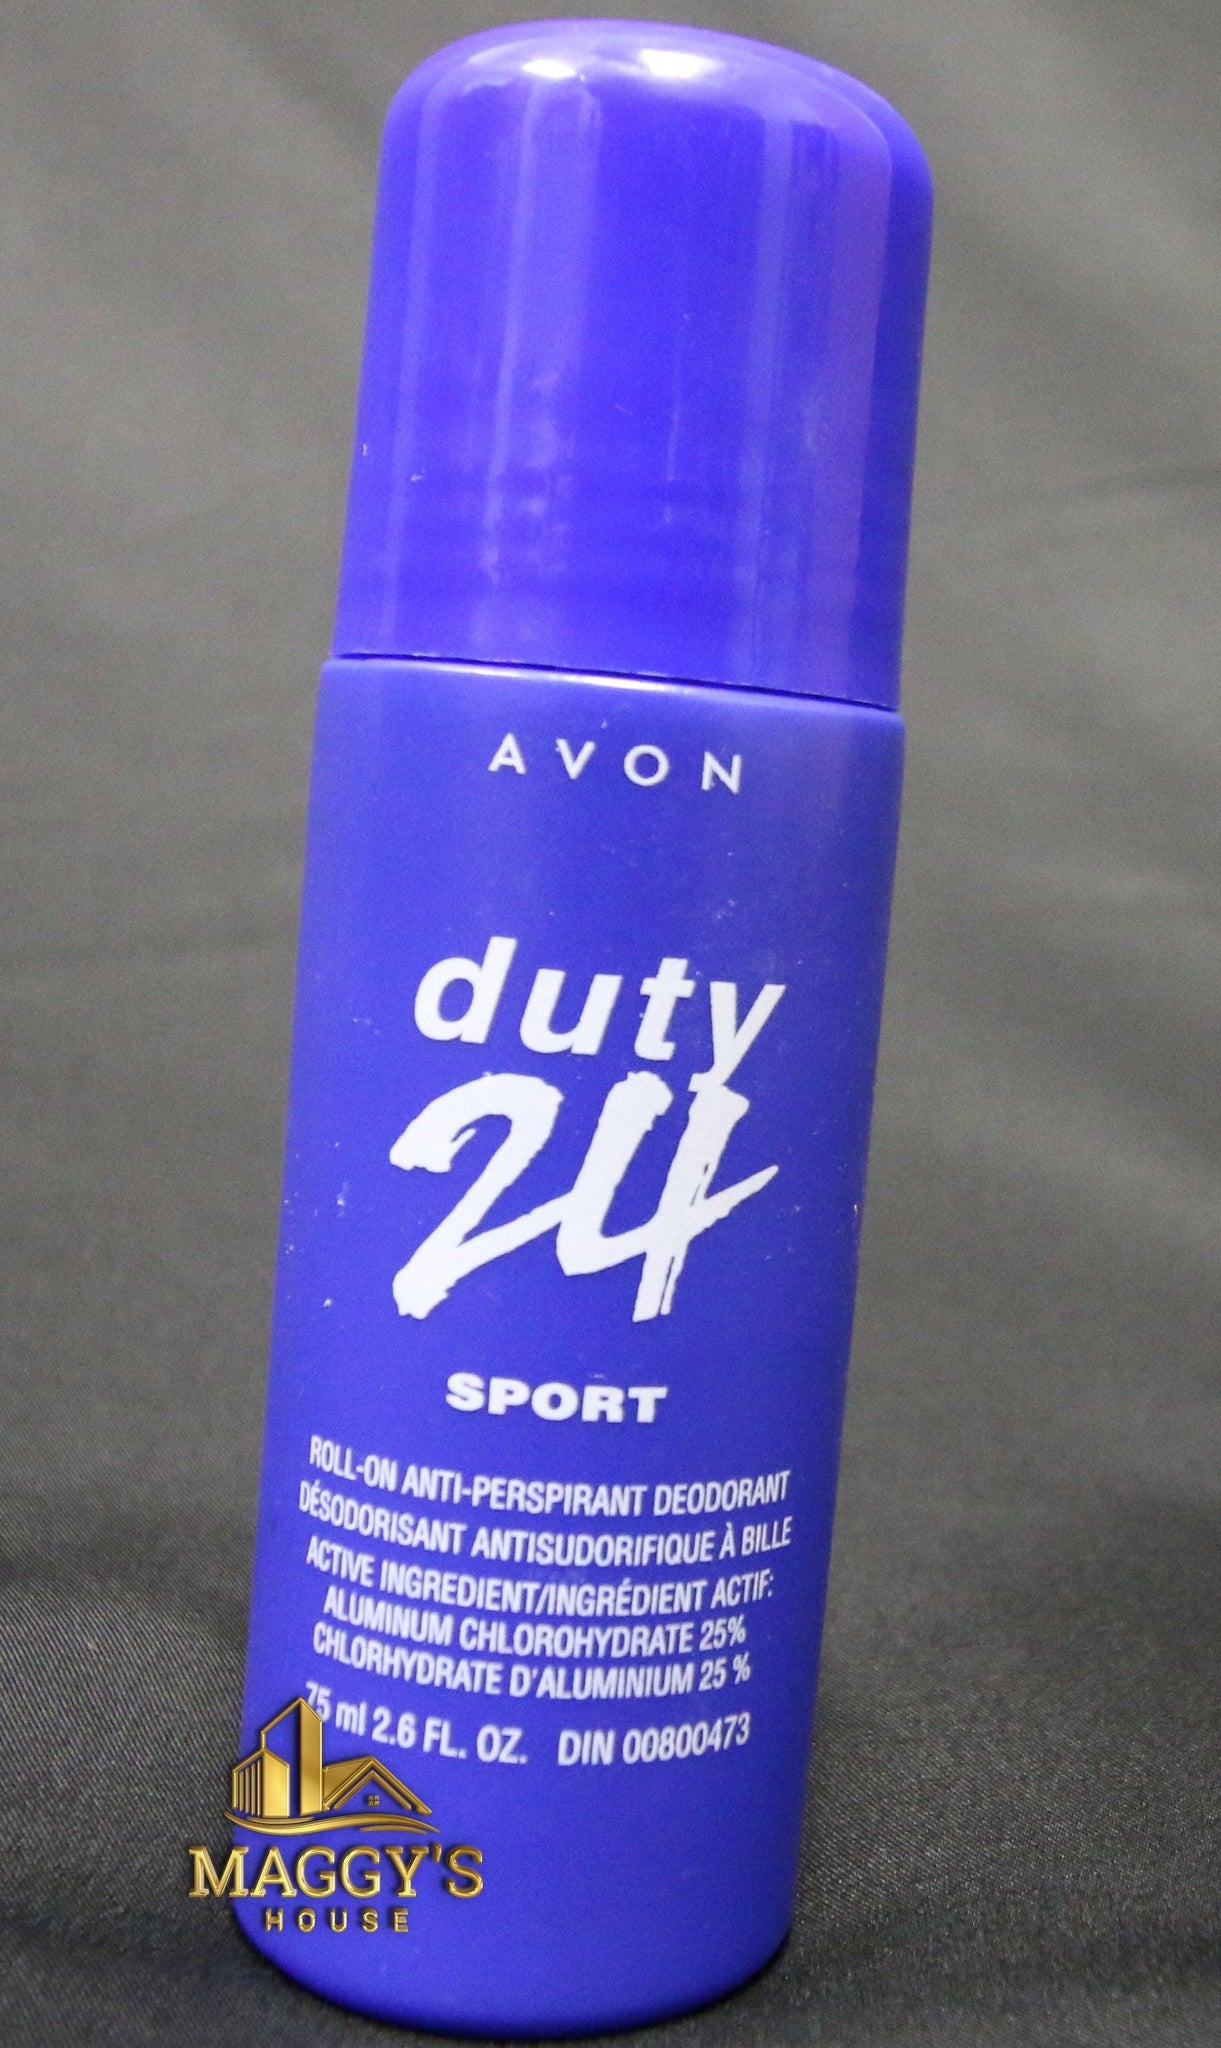 AVON
duty
24
SPORT
ROLL-ON ANTI-PERSPIRANT DEODORANT
DÉSODORISANT ANTISUDORIFIQUE À BILLE
ACTIVE INGREDIENT/INGRÉDIENT ACTIF:
ALUMINUM CHLOROHYDRATE 25%
CHLORHYDRATE D'ALUMINIUM 25 %
75 ml 2.6 FL. OZ. DIN 00800473
MAGGY'S
HOUSE